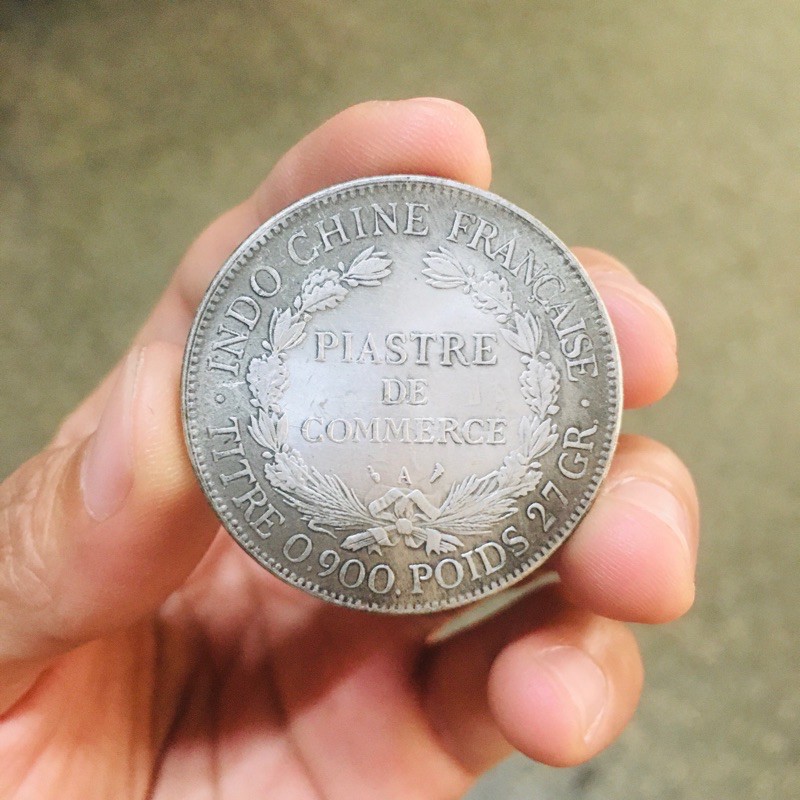 INDO CHINE FRANÇAISE
PIASTRE
DE
COMMERCE
A
· TITRE 0,900. POIDS 27 GR. ·